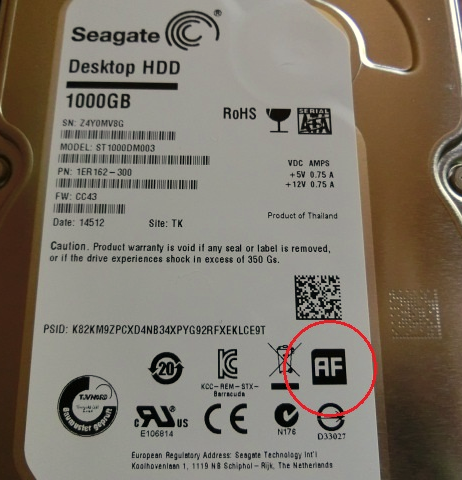 Seagate
Desktop HDD
1000GB
RoHS
SERIAL
ATA
SN: Z4Y0MV8G
MODEL: ST1000DM003
PN: 1ER162-300
FW: CC43
Date: 14512 Site: TK
VDC AMPS
+5V 0.75 A
+12V 0.75 A
Product of Thailand
Caution. Product warranty is void if any seal or label is removed,
or if the drive experiences shock in excess of 350 Gs.
PSID: K82KM9ZPCXD4NB34XPYG92RFXEKLCE9T
20
KCC-REM-STX-
Barracuda
AF
Baumuster geprüft
c UL US
E106814
CE
N176
D33027
European Regulatory Address: Seagate Technology Int'l
Koolhovenlaan 1, 1119 NB Schiphol - Rijk, The Netherlands